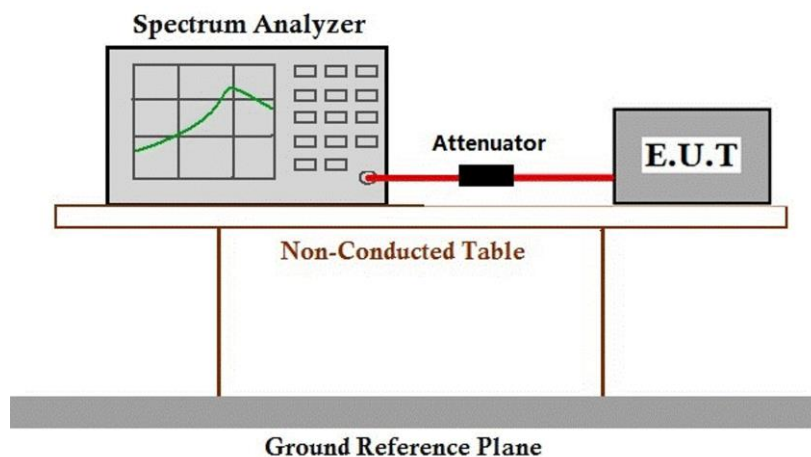 Spectrum Analyzer
Attenuator
E.U.T
Non-Conducted Table
Ground Reference Plane